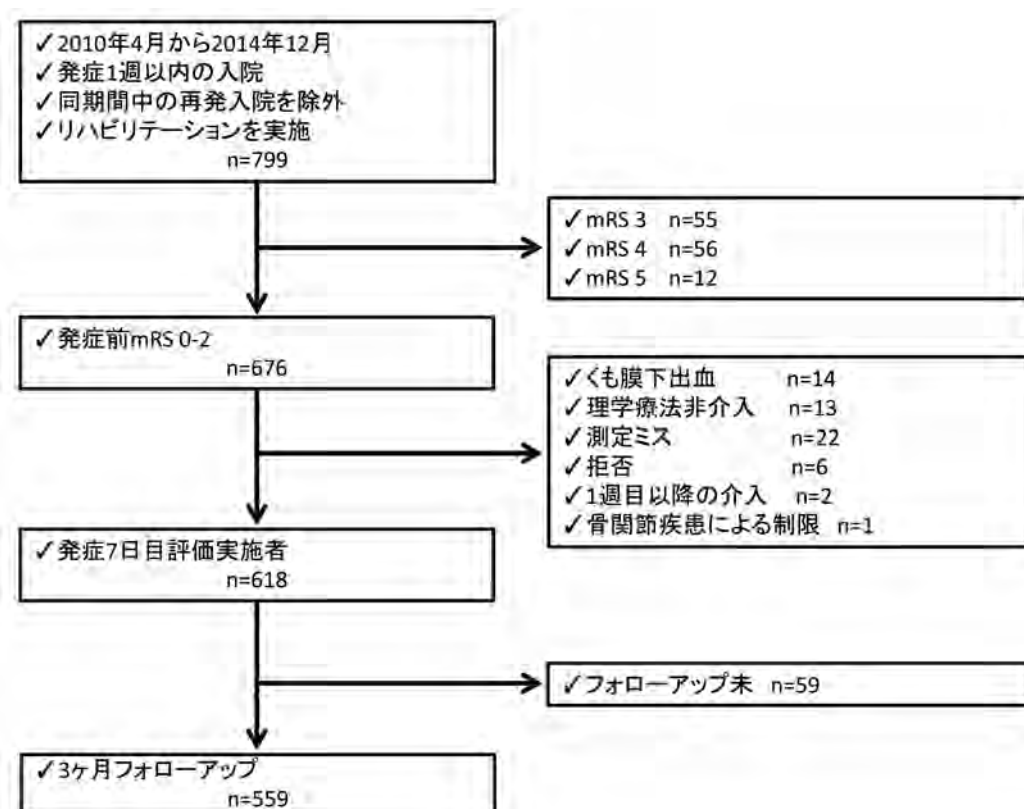 ✓2010年4月から2014年12月
✓発症1週以内の入院
✓同期間中の再発入院を除外
✓リハビリテーションを実施
n=799
✓mRS 3 n=55
✓mRS 4 n=56
✓mRS 5 n=12
✓発症前mRS 0-2
n=676
✓くも膜下出血 n=14
✓理学療法非介入 n=13
✓測定ミス n=22
✓拒否 n=6
✓1週目以降の介入 n=2
✓骨関節疾患による制限 n=1
✓発症7日目評価実施者
n=618
✓フォローアップ未 n=59
✓3ヶ月フォローアップ
n=559